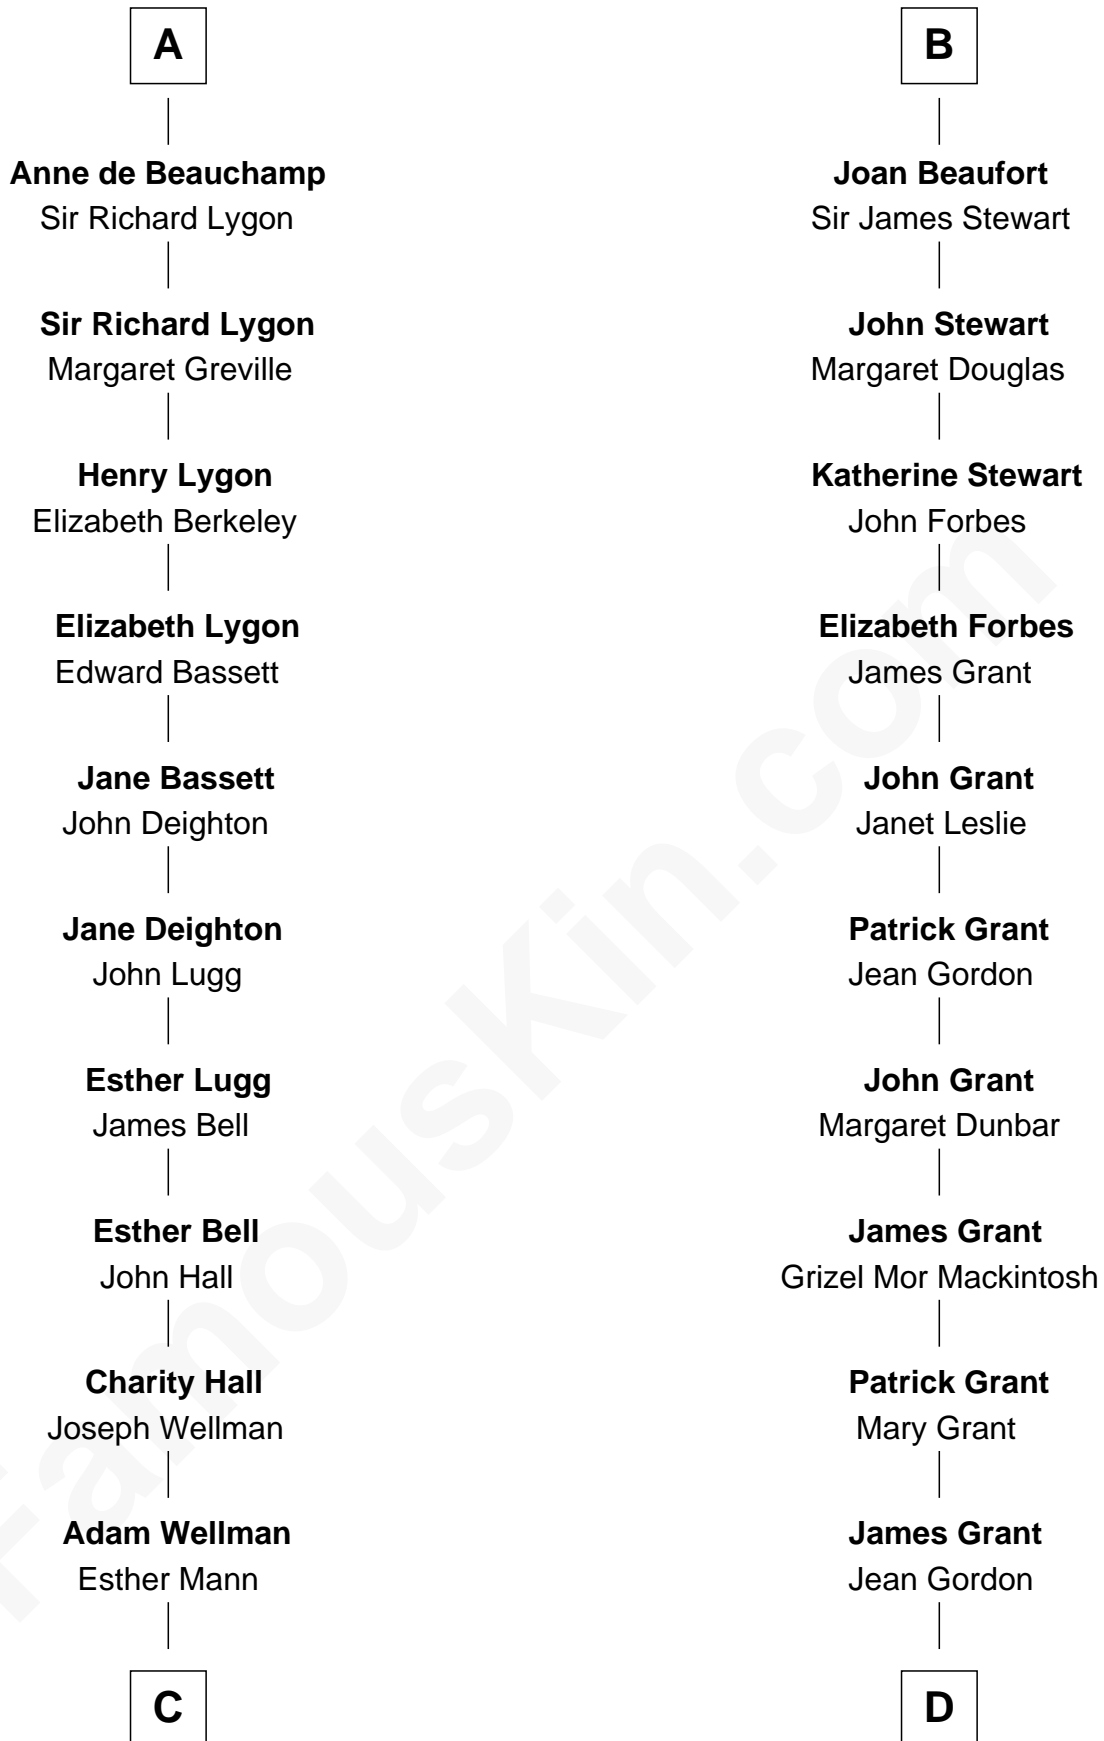 A
Anne de Beauchamp
Sir Richard Lygon
Sir Richard Lygon
Margaret Greville
Henry Lygon
Elizabeth Berkeley
Elizabeth Lygon
Edward Bassett
Jane Bassett
John Deighton
Jane Deighton
John Lugg
Esther Lugg
James Bell
Esther Bell
John Hall
Charity Hall
Joseph Wellman
Adam Wellman
Esther Mann
C
B
Joan Beaufort
Sir James Stewart
John Stewart
Margaret Douglas
Katherine Stewart
John Forbes
Elizabeth Forbes
James Grant
John Grant
Janet Leslie
Patrick Grant
Jean Gordon
John Grant
Margaret Dunbar
James Grant
Grizel Mor Mackintosh
Patrick Grant
Mary Grant
James Grant
Jean Gordon
D
FamousKin.com